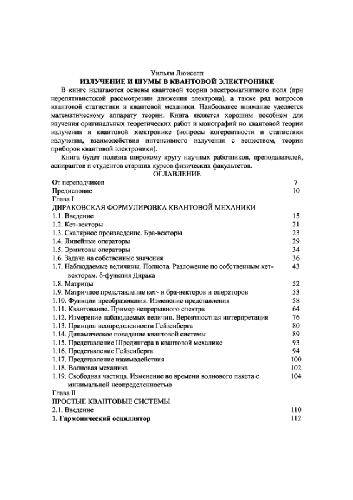 Уильям Люиселл
ИЗЛУЧЕНИЕ И ШУМЫ В КВАНТОВОЙ ЭЛЕКТРОНИКЕ
В книге излагаются основы квантовой теории электромагнитного поля (при
нерелятивистском рассмотрении движения электрона), а также ряд вопросов
квантовой статистики и квантовой механики. Наибольшее внимание уделяется
математическому аппарату теории. Книга является хорошим пособием для
изучения оригинальных теоретических работ и монографий по квантовой теории
излучения и квантовой электронике (вопросы когерентности и статистики
излучения, взаимодействия интенсивного излучения с веществом, теории
приборов квантовой электроники).
Книга будет полезна широкому кругу научных работников, преподавателей,
аспирантов и студентов старших курсов физических факультетов.
ОГЛАВЛЕНИЕ
От переводчиков 7
Предисловие 10
Глава I
ДИРАКОВСКАЯ ФОРМУЛИРОВКА КВАНТОВОЙ МЕХАНИКИ
1.1. Введение 15
1.2. Кет-векторы 21
1.3. Скалярное произведение. Бра-векторы 23
1.4. Линейные операторы 29
1.5. Эрмитовы операторы 34
1.6. Задача на собственные значения 36
1.7. Наблюдаемые величины. Полнота. Разложение по собственным кет- 43
векторам. δ-функция Дирака
1.8. Матрицы 52
1.9. Матричное представление кет- и бра-векторов и операторов 53
1.10. Функции преобразования. Изменение представления 58
1.11. Квантование. Пример непрерывного спектра 64
1.12. Измерение наблюдаемых величин. Вероятностная интерпретация 76
1.13. Принцип неопределенности Гейзенберга 80
1.14. Динамическое поведение квантовой системы 89
1.15. Представление Шредингера в квантовой механике 93
1.16. Представление Гейзенберга 94
1.17. Представление взаимодействия 100
1.18. Волновая механика 102
1.19. Свободная частица. Изменение во времени волнового пакета с 104
минимальной неопределенностью
Глава II
ПРОСТЫЕ КВАНТОВЫЕ СИСТЕМЫ
2.1. Введение 110
1. Гармонический осциллятор 112